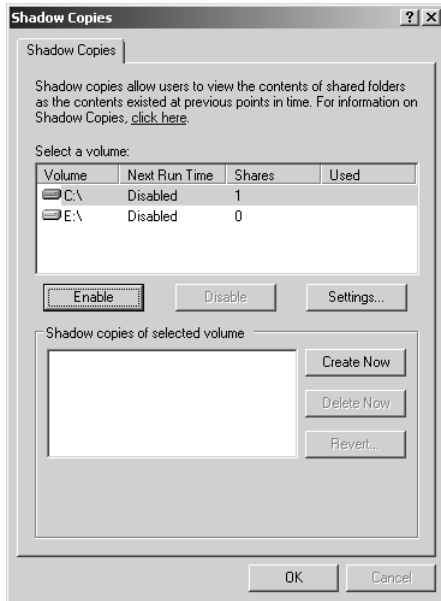 Shadow Copies
Shadow Copies
Shadow copies allow users to view the contents of shared folders
as the contents existed at previous points in time. For information on
Shadow Copies, click here.
Select a volume:
Volume Next Run Time Shares Used
C:\ Disabled 1
E:\ Disabled 0
Enable Disable Settings...
Shadow copies of selected volume
Create Now
Delete Now
Revert...
OK Cancel